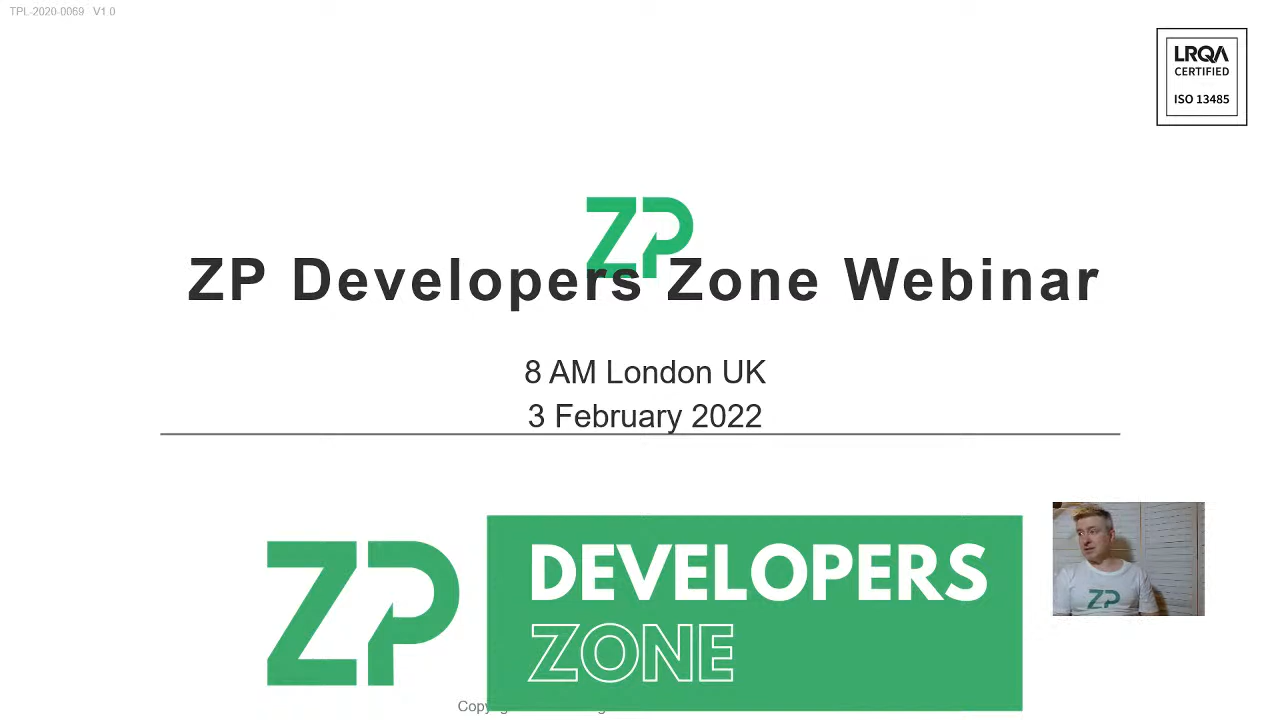 TPL-2020-0069 V1.0
LRQA
CERTIFIED
ISO 13485
ZP
ZP Developers Zone Webinar
8 AM London UK
3 February 2022
ZP
DEVELOPERS
ZONE
ZP